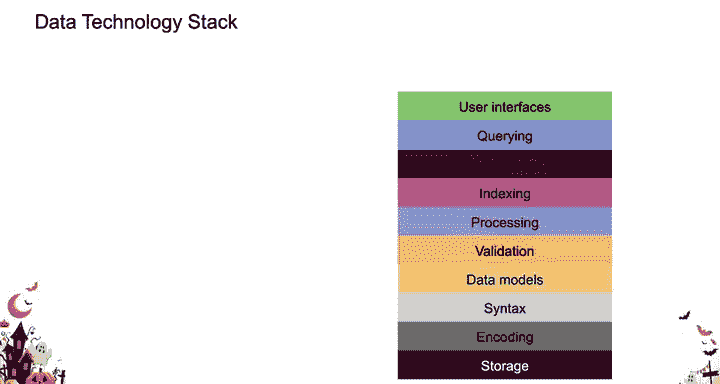 Data Technology Stack
User interfaces
Querying
Indexing
Processing
Validation
Data models
Syntax
Encoding
Storage